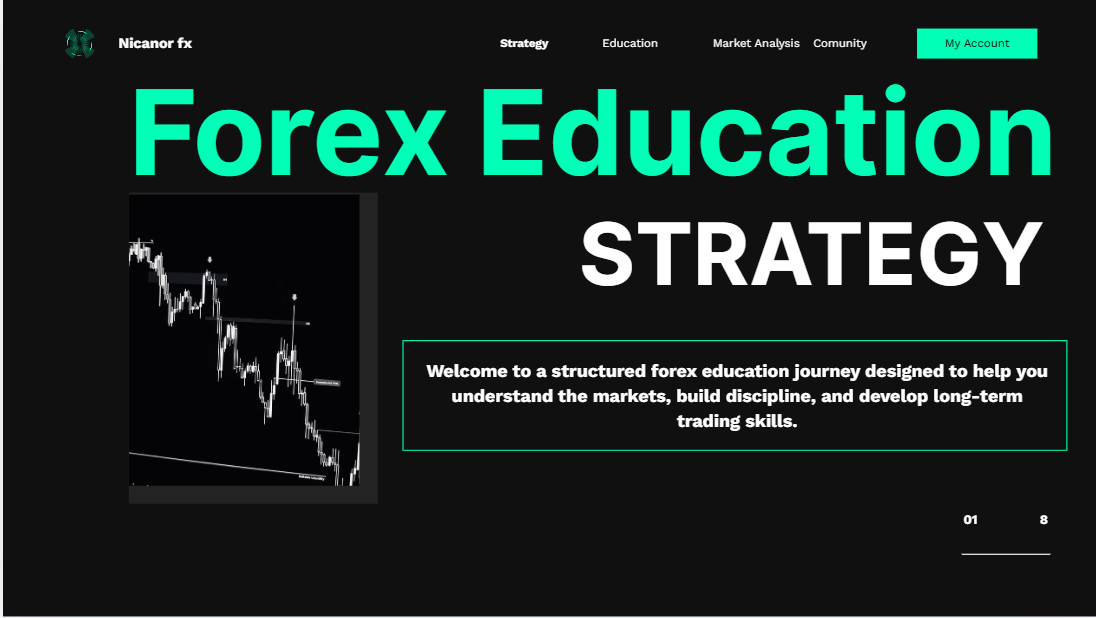 Nicanor fx
Strategy
Education
Market Analysis
Comunity
My Account
Forex Education
STRATEGY
Welcome to a structured forex education journey designed to help you
understand the markets, build discipline, and develop long-term
trading skills.
01
8